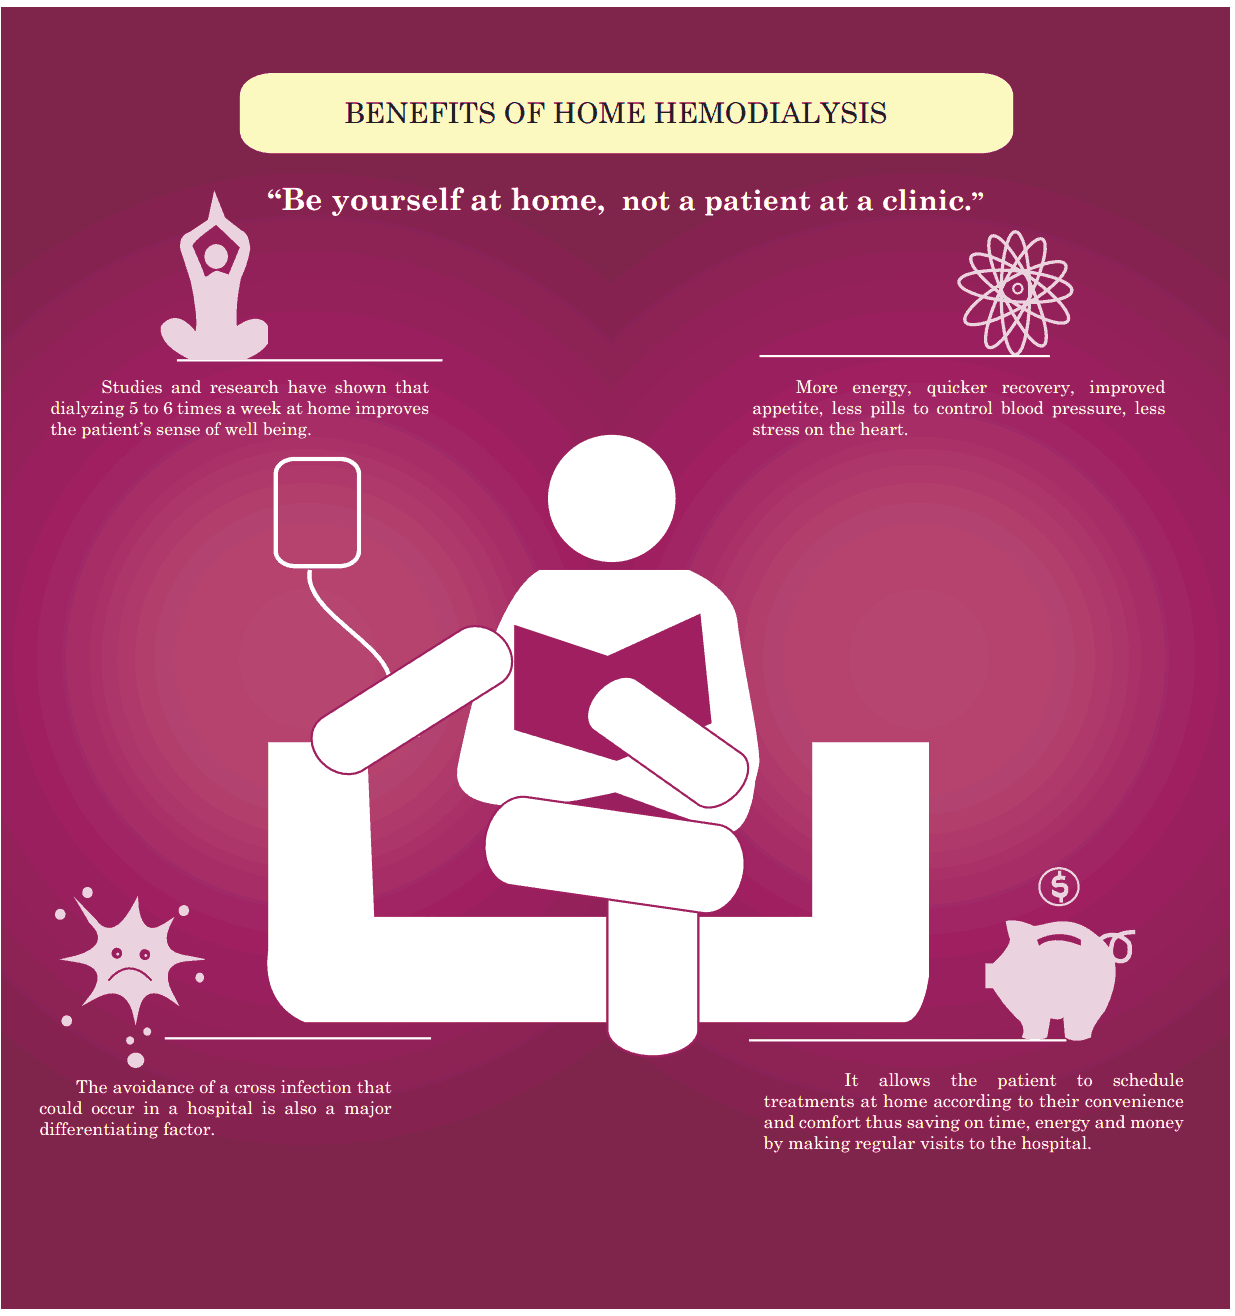 BENEFITS OF HOME HEMODIALYSIS
“Be yourself at home, not a patient at a clinic.”
Studies and research have shown that
dialyzing 5 to 6 times a week at home improves
the patient’s sense of well being.
More energy, quicker recovery, improved
appetite, less pills to control blood pressure, less
stress on the heart.
$
The avoidance of a cross infection that
could occur in a hospital is also a major
differentiating factor.
It allows the patient to schedule
treatments at home according to their convenience
and comfort thus saving on time, energy and money
by making regular visits to the hospital.